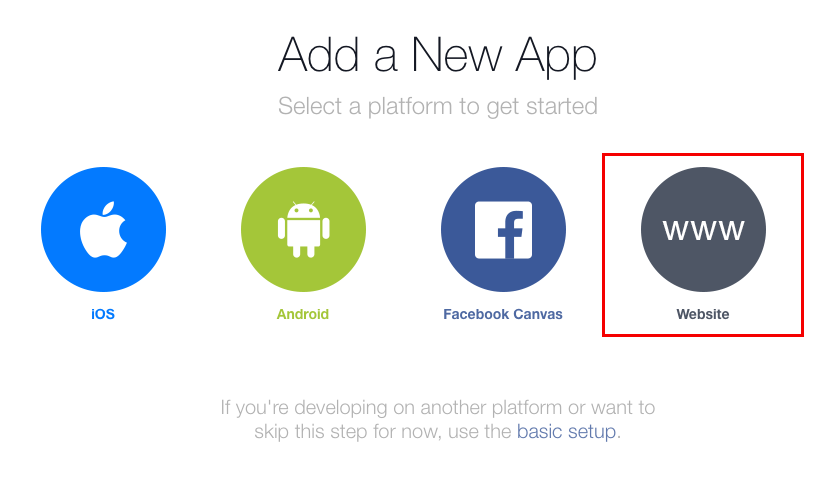 Add a New App
Select a platform to get started
www
iOS
Android
Facebook Canvas
Website
If you're developing on another platform or want to
skip this step for now, use the basic setup.